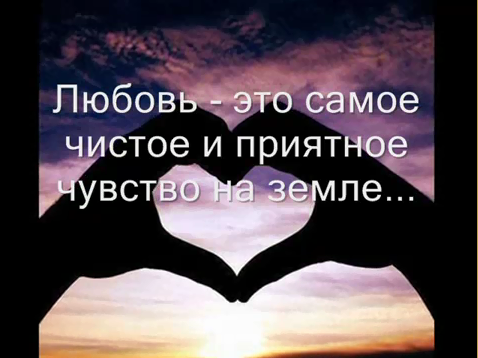 Любовь - это самое
чистое и приятное
чувство на земле...